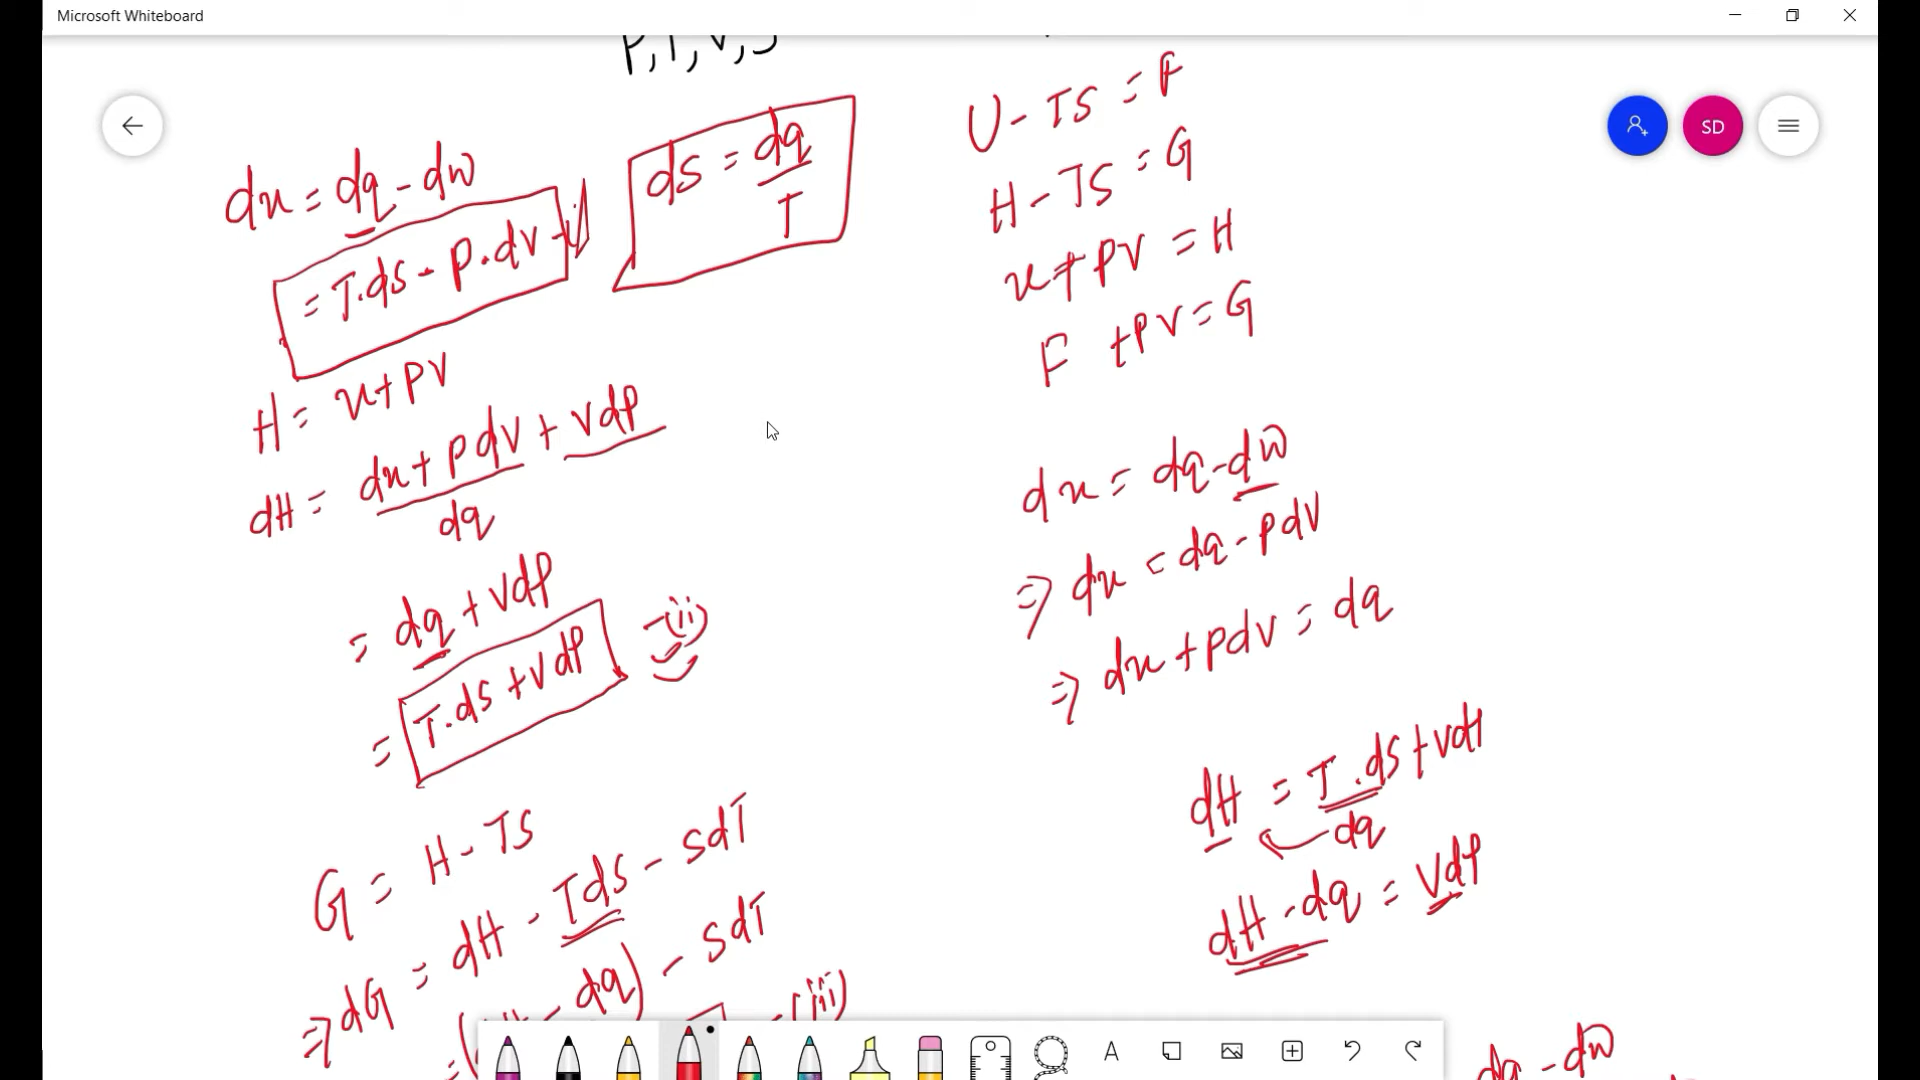 Microsoft Whiteboard
P, T, V, S
du = dq - dw
= T.ds - P.dv - i)
ds = dq
T
H = u + PV
dH = du + Pdv + vdP
dq
= dq + vdP
= T.ds + vdP -(ii)
G = H - TS
⇒ dG = dH - Tds - sdT
dq) - sdT
-(iii)
U - TS = F
H - TS = G
u + PV = H
F + PV = G
du = dq - dw
⇒ du = dq - Pdv
⇒ du + Pdv = dq
dH = T.ds + vdP
dq
dH - dq = vdP
dq - dw
SD
A